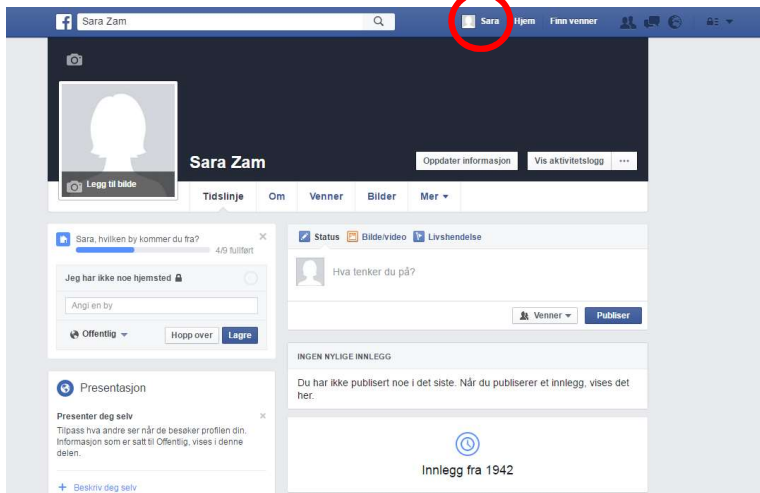 f Sara Zam Sara Hjem Finn venner
Sara Zam
Oppdater informasjon Vis aktivitetslogg ...
Legg til bilde
Tidslinje Om Venner Bilder Mer
Sara, hvilken by kommer du fra?
4/9 fullført
Jeg har ikke noe hjemsted
Angi en by
Offentlig Hopp over Lagre
Presentasjon
Presenter deg selv
Tilpass hva andre ser når de besøker profilen din.
Informasjon som er satt til Offentlig, vises i denne
delen.
+ Beskriv deg selv
Status Bilde/video Livshendelse
Hva tenker du på?
Venner Publiser
INGEN NYLIGE INNLEGG
Du har ikke publisert noe i det siste. Når du publiserer et innlegg, vises det
her.
Innlegg fra 1942